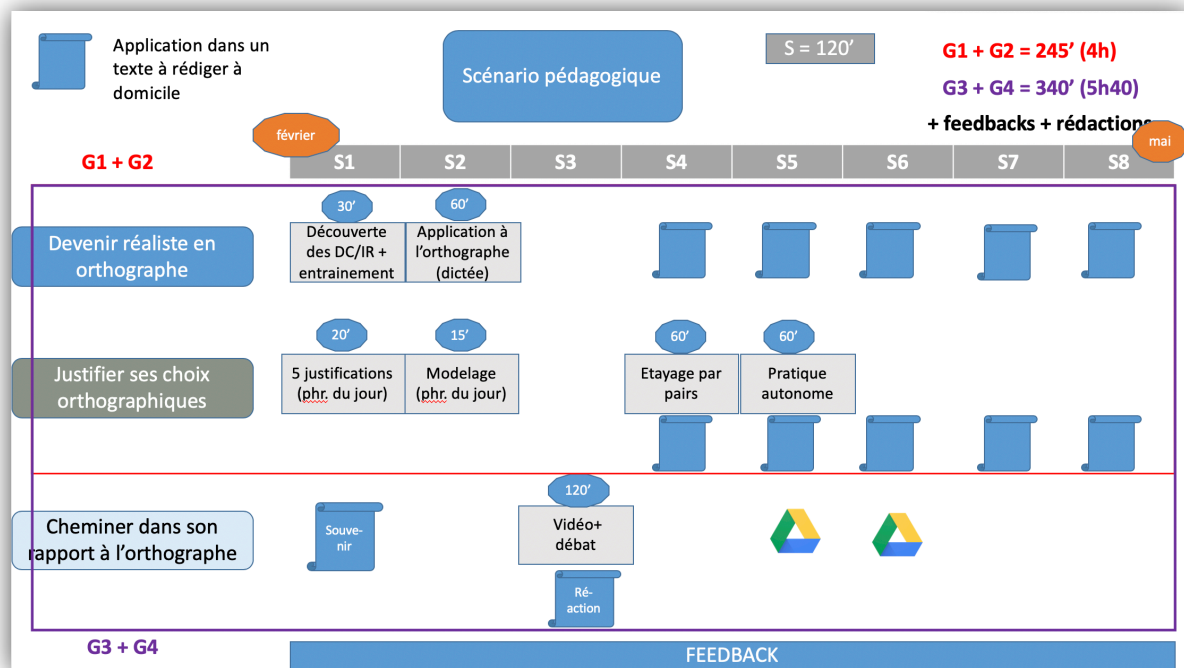 Application dans un
texte à rédiger à
domicile
Scénario pédagogique
S = 120’
G1 + G2 = 245’ (4h)
G3 + G4 = 340’ (5h40)
+ feedbacks + rédactions
février
mai
G1 + G2
S1
S2
S3
S4
S5
S6
S7
S8
Devenir réaliste en
orthographe
30’
Découverte
des DC/IR +
entrainement
60’
Application à
l’orthographe
(dictée)
Justifier ses choix
orthographiques
20’
5 justifications
(phr. du jour)
15’
Modelage
(phr. du jour)
60’
Etayage par
pairs
60’
Pratique
autonome
Cheminer dans son
rapport à l’orthographe
Souve-
nir
120’
Vidéo+
débat
Ré-
action
G3 + G4
FEEDBACK